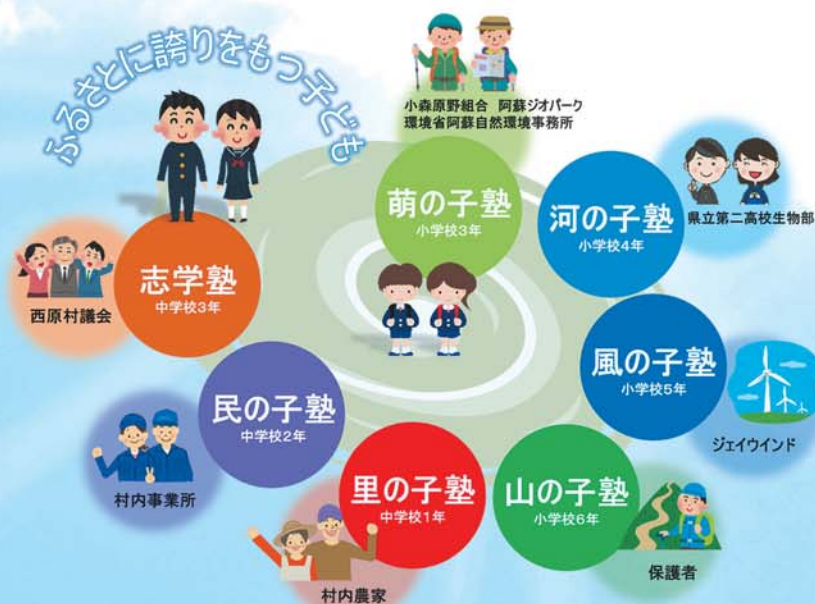 ふるさとに誇りをもつ子ども
小森原野組合 阿蘇ジオパーク
環境省阿蘇自然環境事務所
萌の子塾
小学校3年
河の子塾
小学校4年
県立第二高校生物部
風の子塾
小学校5年
ジェイウインド
山の子塾
小学校6年
保護者
里の子塾
中学校1年
村内農家
民の子塾
中学校2年
村内事業所
志学塾
中学校3年
西原村議会